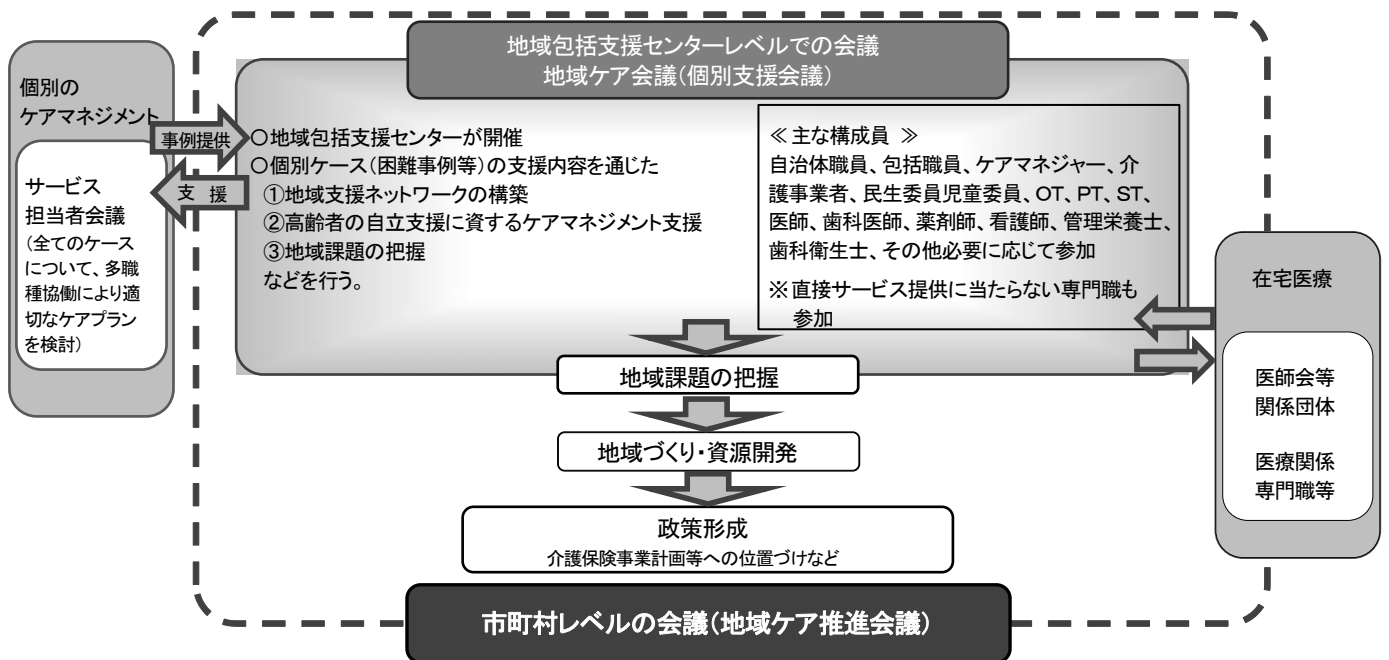 地域包括支援センターレベルでの会議
地域ケア会議(個別支援会議)
個別の
ケアマネジメント
サービス
担当者会議
(全てのケース
について、多職
種協働により適
切なケアプラン
を検討)
事例提供
支 援
○地域包括支援センターが開催
○個別ケース(困難事例等)の支援内容を通じた
①地域支援ネットワークの構築
②高齢者の自立支援に資するケアマネジメント支援
③地域課題の把握
などを行う。
≪ 主な構成員 ≫
自治体職員、包括職員、ケアマネジャー、介
護事業者、民生委員児童委員、OT、PT、ST、
医師、歯科医師、薬剤師、看護師、管理栄養士、
歯科衛生士、その他必要に応じて参加
※ 直接サービス提供に当たらない専門職も
参加
在宅医療
医師会等
関係団体
医療関係
専門職等
地域課題の把握
地域づくり・資源開発
政策形成
介護保険事業計画等への位置づけなど
市町村レベルの会議(地域ケア推進会議)